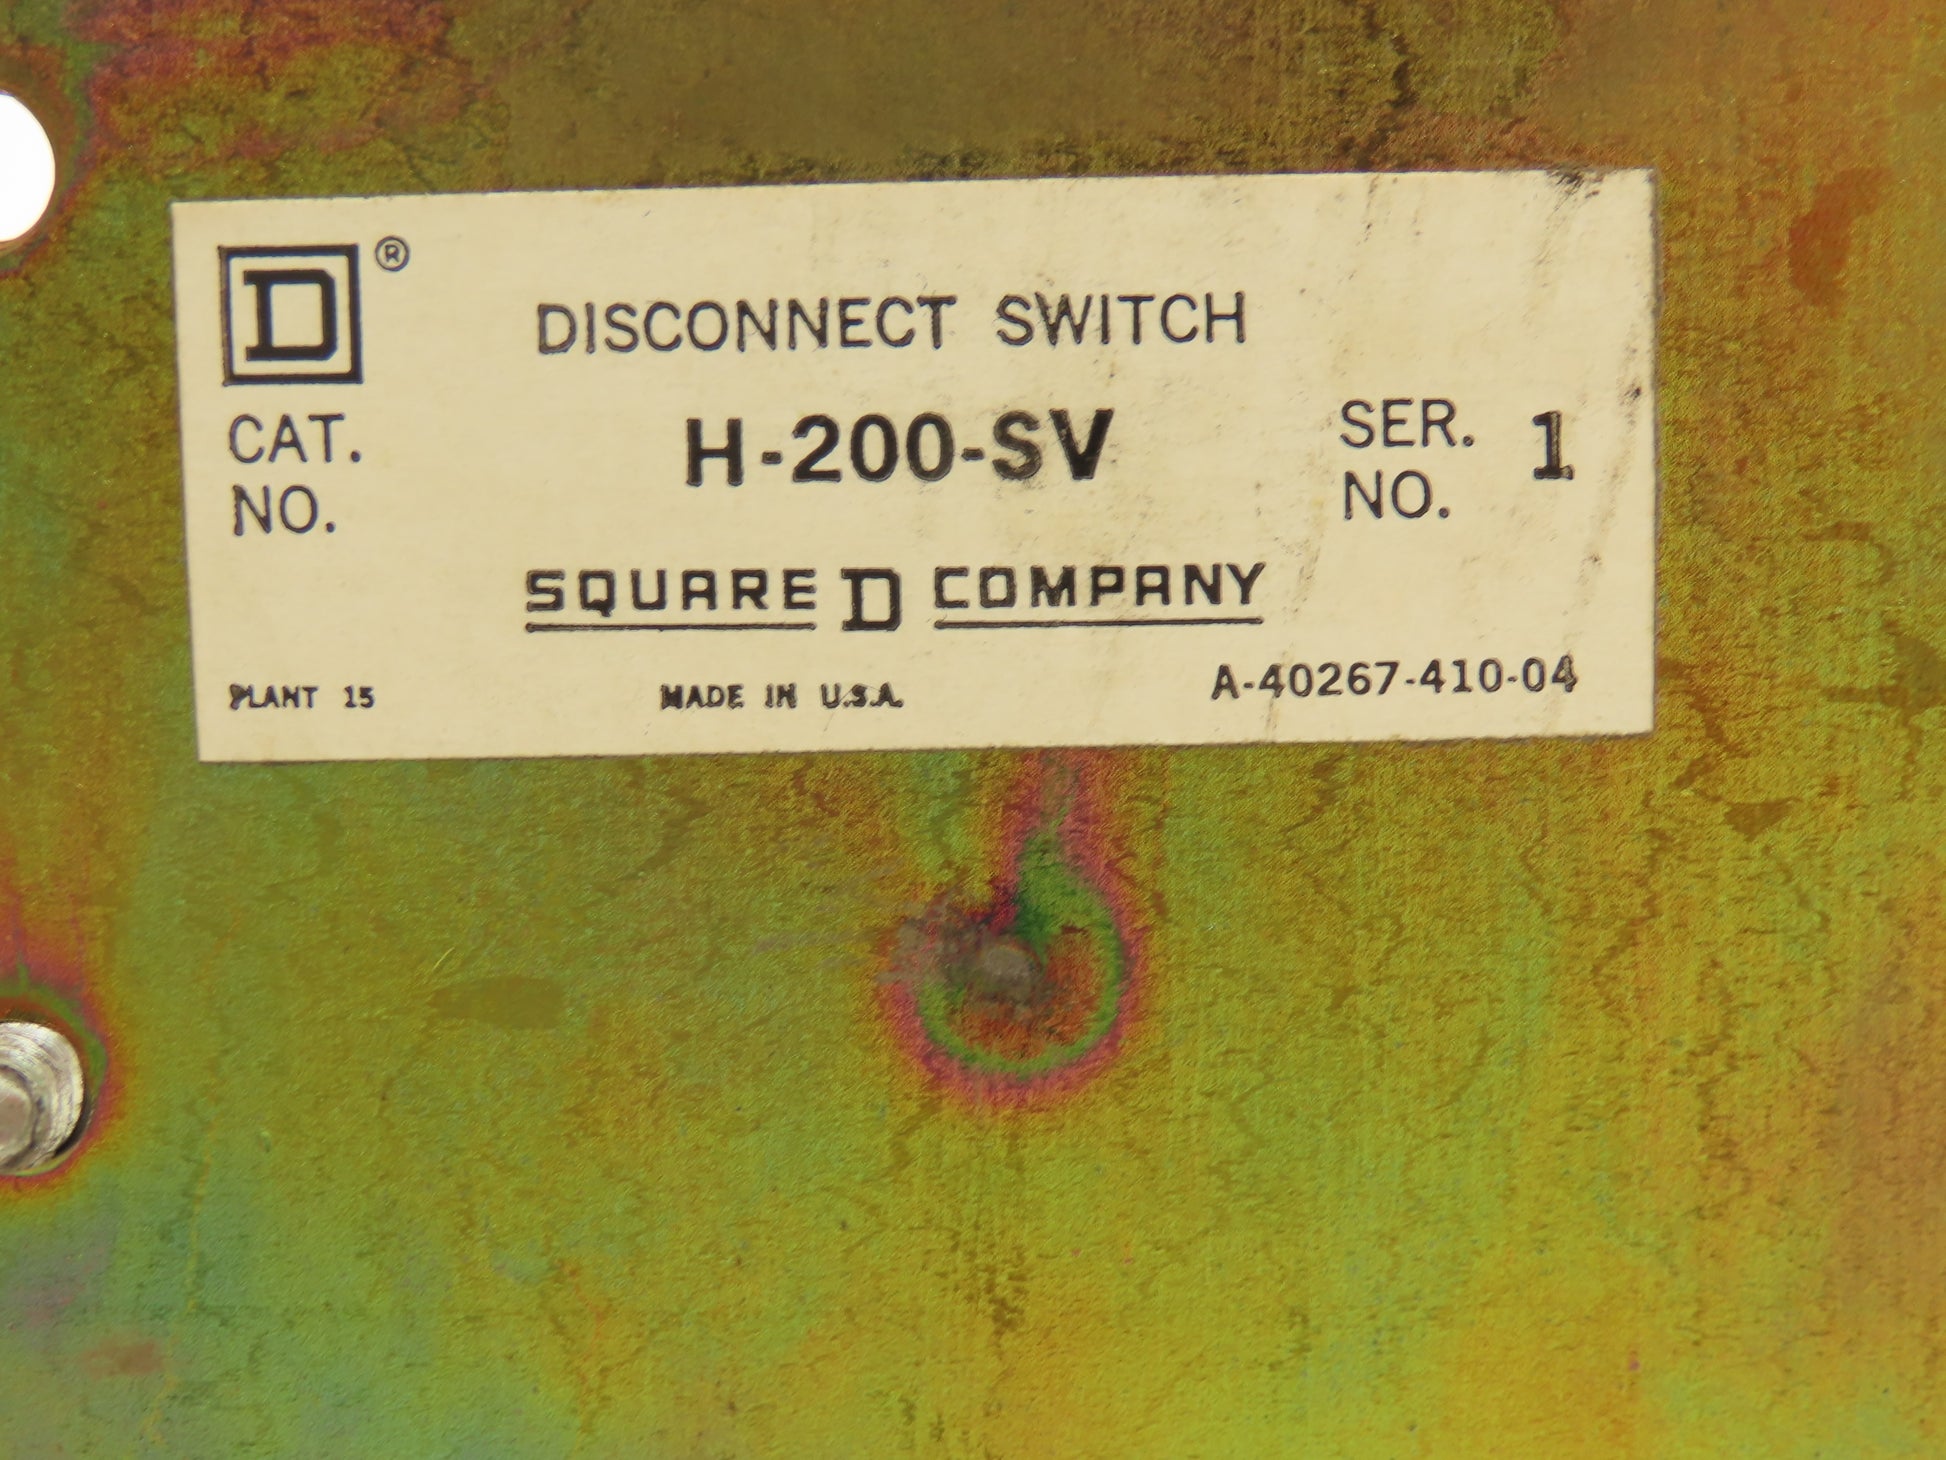 D ®
DISCONNECT SWITCH
CAT. NO. H-200-SV SER. NO. 1
SQUARE D COMPANY
PLANT 15 MADE IN U.S.A. A-40267-410-04